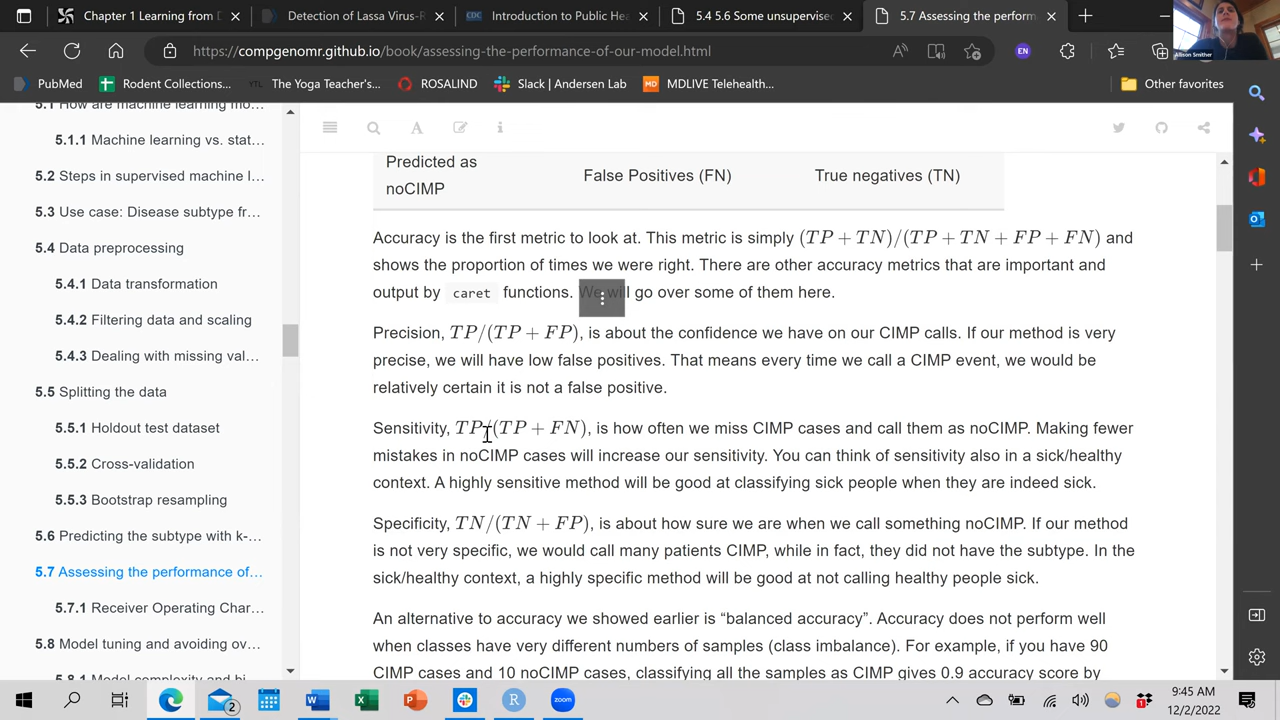 Chapter 1 Learning from D
Detection of Lassa Virus-R
CDC
Introduction to Public He
5.4 5.6 Some unsupervise
5.7 Assessing the perform
Allison Smither
https://compgenomr.github.io/book/assessing-the-performance-of-our-model.html
EN
PubMed
Rodent Collections...
YTL
The Yoga Teacher's...
ROSALIND
Slack | Andersen Lab
MD
MDLIVE Telehealth...
Other favorites
5.1 How are machine learning mo...
5.1.1 Machine learning vs. stat...
5.2 Steps in supervised machine l...
5.3 Use case: Disease subtype fr...
5.4 Data preprocessing
5.4.1 Data transformation
5.4.2 Filtering data and scaling
5.4.3 Dealing with missing val...
5.5 Splitting the data
5.5.1 Holdout test dataset
5.5.2 Cross-validation
5.5.3 Bootstrap resampling
5.6 Predicting the subtype with k-...
5.7 Assessing the performance of...
5.7.1 Receiver Operating Char...
5.8 Model tuning and avoiding ov...
5.8.1 Model complexity and bi...
Predicted as
noCIMP
False Positives (FN)
True negatives (TN)
Accuracy is the first metric to look at. This metric is simply (TP + TN)/(TP + TN + FP + FN) and
shows the proportion of times we were right. There are other accuracy metrics that are important and
output by caret functions. We will go over some of them here.
Precision, TP/(TP + FP), is about the confidence we have on our CIMP calls. If our method is very
precise, we will have low false positives. That means every time we call a CIMP event, we would be
relatively certain it is not a false positive.
Sensitivity, TP/(TP + FN), is how often we miss CIMP cases and call them as noCIMP. Making fewer
mistakes in noCIMP cases will increase our sensitivity. You can think of sensitivity also in a sick/healthy
context. A highly sensitive method will be good at classifying sick people when they are indeed sick.
Specificity, TN/(TN + FP), is about how sure we are when we call something noCIMP. If our method
is not very specific, we would call many patients CIMP, while in fact, they did not have the subtype. In the
sick/healthy context, a highly specific method will be good at not calling healthy people sick.
An alternative to accuracy we showed earlier is “balanced accuracy”. Accuracy does not perform well
when classes have very different numbers of samples (class imbalance). For example, if you have 90
CIMP cases and 10 noCIMP cases, classifying all the samples as CIMP gives 0.9 accuracy score by
2
W
X
P
R
zoom
1
9:45 AM
12/2/2022